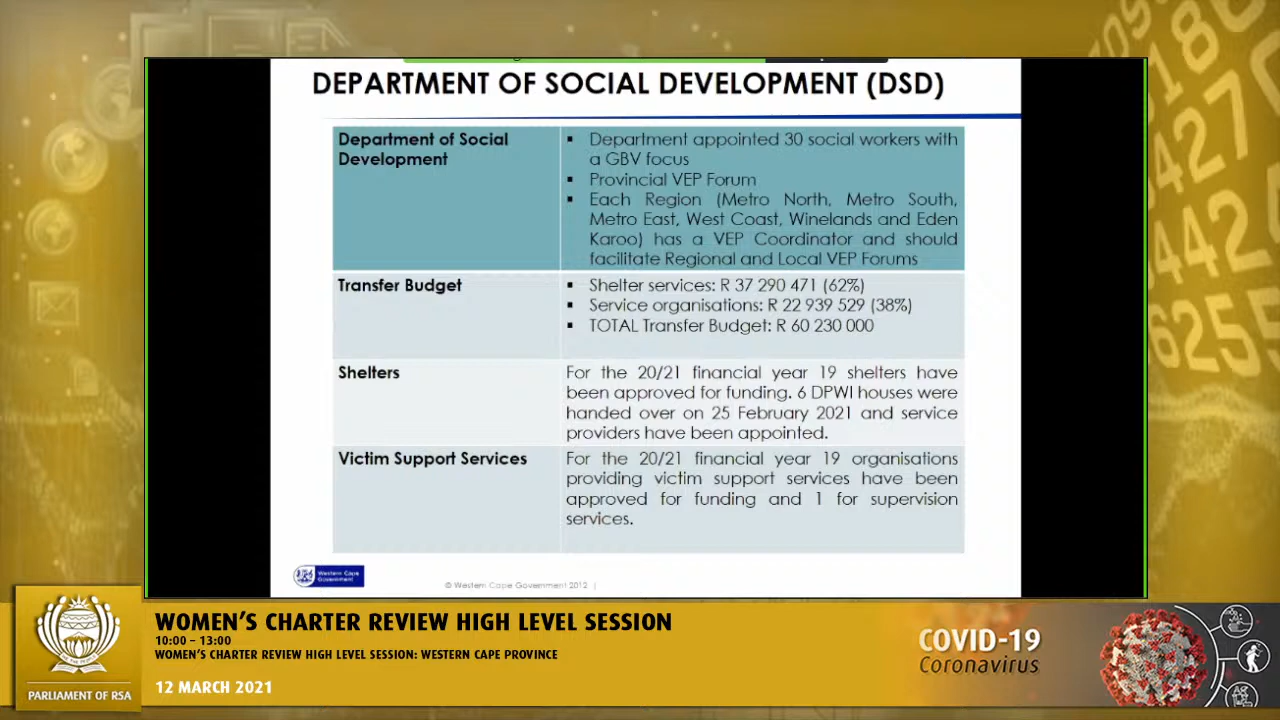 DEPARTMENT OF SOCIAL DEVELOPMENT (DSD)
Department of Social
Development
▪ Department appointed 30 social workers with
a GBV focus
▪ Provincial VEP Forum
▪ Each Region (Metro North, Metro South,
Metro East, West Coast, Winelands and Eden
Karoo) has a VEP Coordinator and should
facilitate Regional and Local VEP Forums
Transfer Budget
▪ Shelter services: R 37 290 471 (62%)
▪ Service organisations: R 22 939 529 (38%)
▪ TOTAL Transfer Budget: R 60 230 000
Shelters
For the 20/21 financial year 19 shelters have
been approved for funding. 6 DPWI houses were
handed over on 25 February 2021 and service
providers have been appointed.
Victim Support Services
For the 20/21 financial year 19 organisations
providing victim support services have been
approved for funding and 1 for supervision
services.
Western Cape
Government
© Western Cape Government 2012 |
WOMEN'S CHARTER REVIEW HIGH LEVEL SESSION
10:00 – 13:00
WOMEN'S CHARTER REVIEW HIGH LEVEL SESSION: WESTERN CAPE PROVINCE
12 MARCH 2021
PARLIAMENT OF RSA
COVID-19
Coronavirus